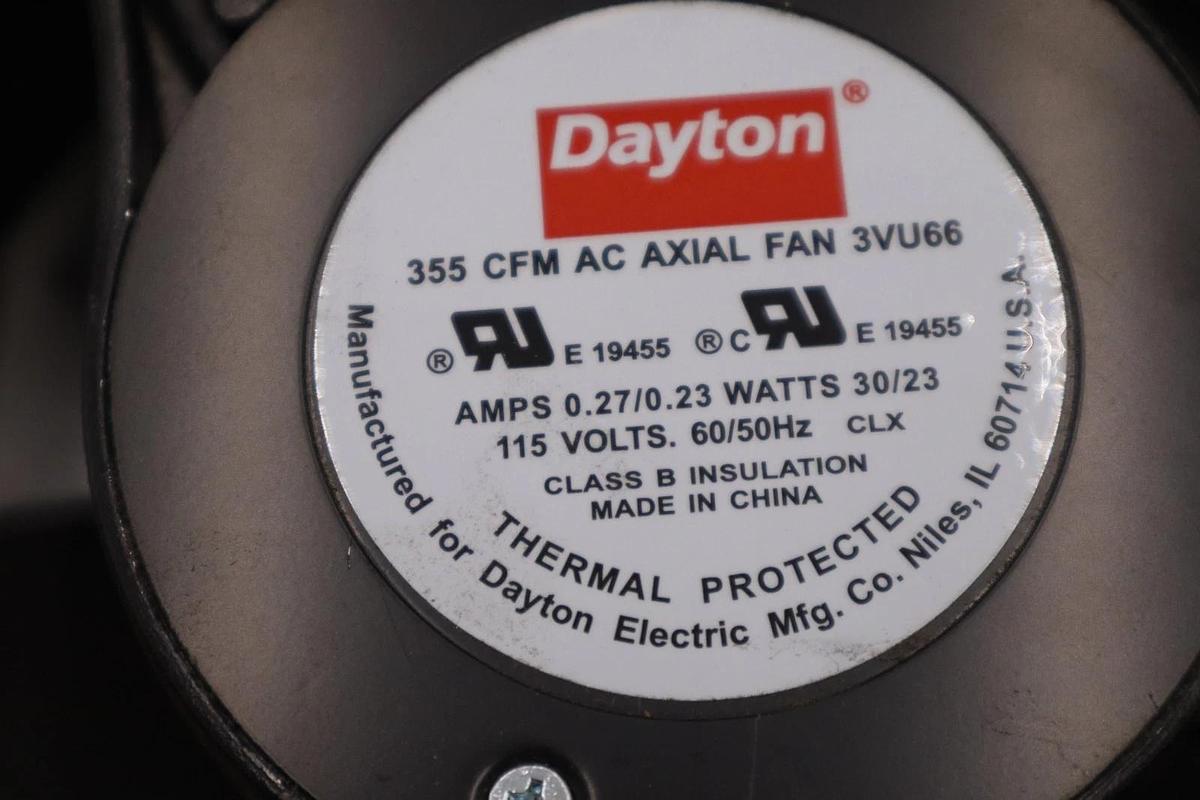 Dayton®
355 CFM AC AXIAL FAN 3VU66
® RU E 19455 ® C RU E 19455
AMPS 0.27/0.23 WATTS 30/23
115 VOLTS. 60/50Hz CLX
CLASS B INSULATION
MADE IN CHINA
THERMAL PROTECTED
Manufactured for Dayton Electric Mfg. Co. Niles, IL 60714 U.S.A.